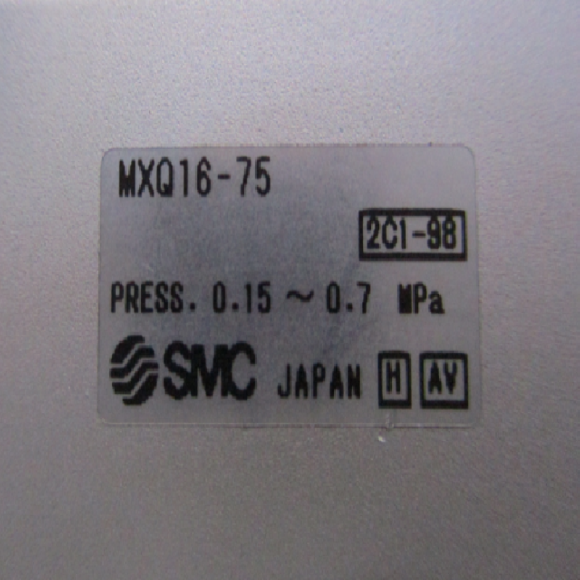 MXQ16-75
2C1-98
PRESS. 0.15 ~ 0.7 MPa
SMC JAPAN H AV